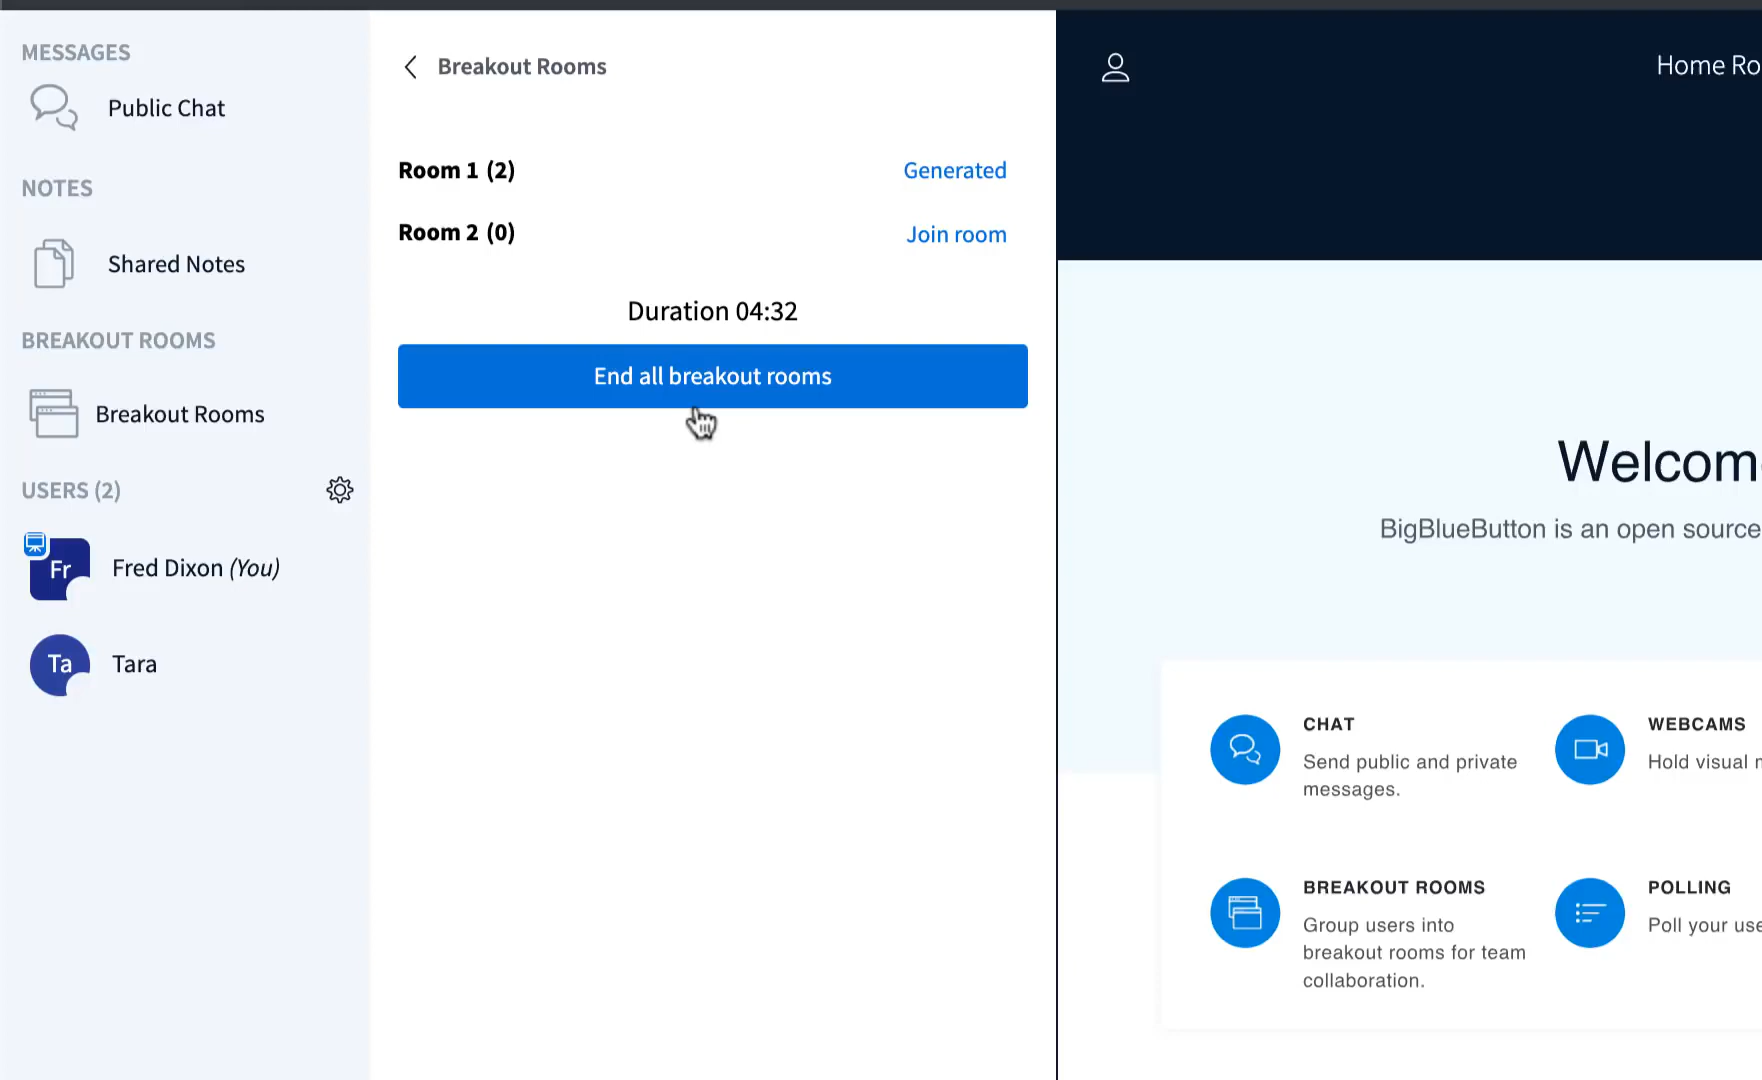 MESSAGES
Public Chat
NOTES
Shared Notes
BREAKOUT ROOMS
Breakout Rooms
USERS (2)
Fr
Fred Dixon (You)
Ta
Tara
Breakout Rooms
Room 1 (2)
Generated
Room 2 (0)
Join room
Duration 04:32
End all breakout rooms
Home Ro
Welcom
BigBlueButton is an open source
CHAT
Send public and private
messages.
WEBCAMS
Hold visual
BREAKOUT ROOMS
Group users into
breakout rooms for team
collaboration.
POLLING
Poll your use